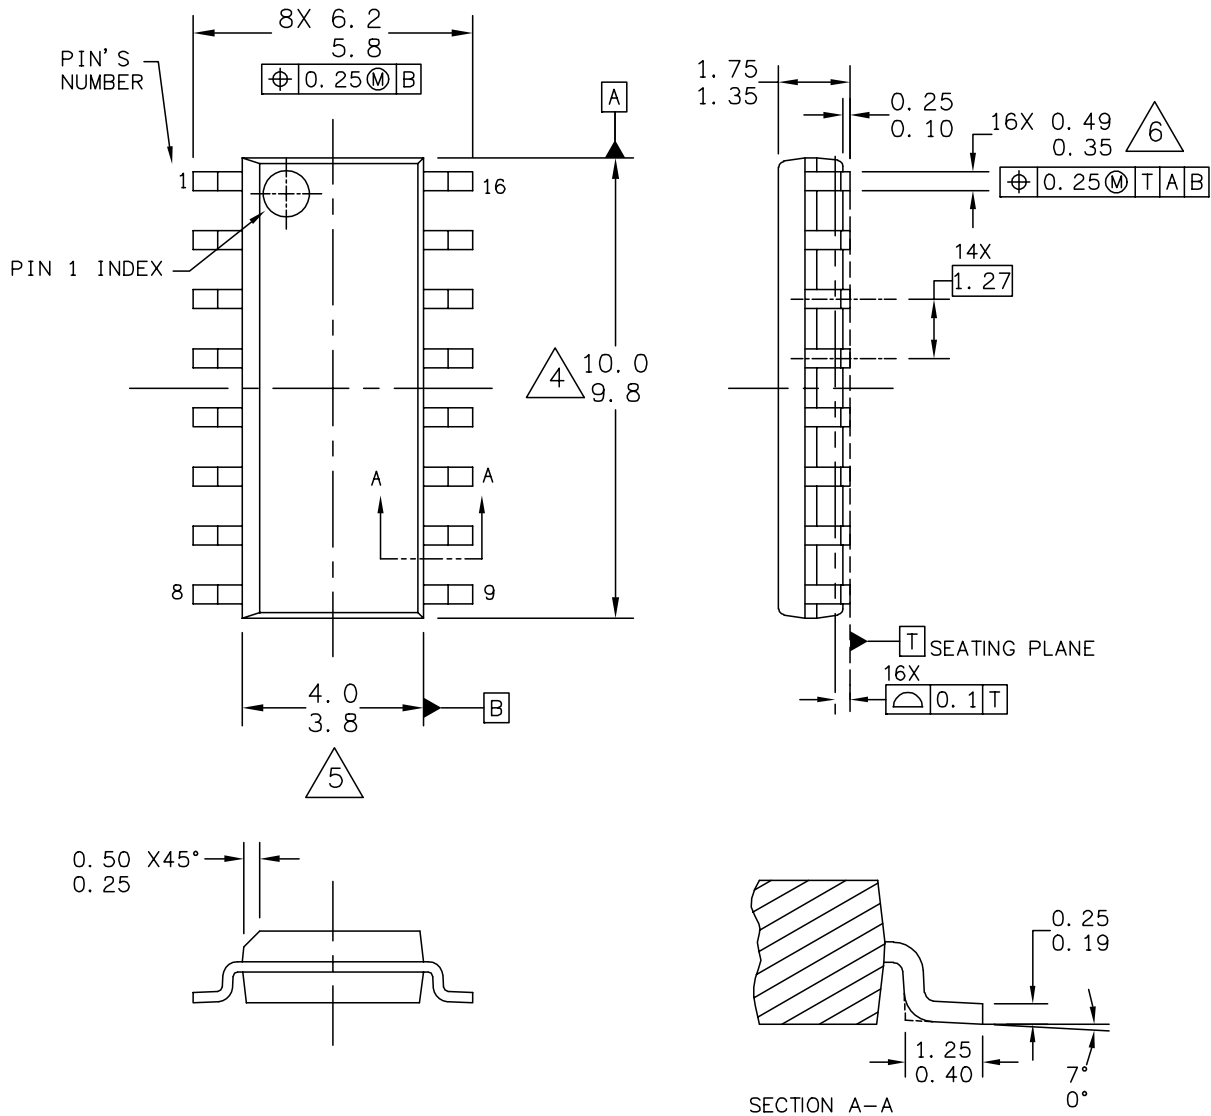 8X 6.2
5.8
⌖ 0.25 Ⓜ B
PIN'S
NUMBER
1
16
PIN 1 INDEX
A
4
10.0
9.8
A A
8
9
4.0
3.8
B
5
1.75
1.35
0.25
0.10
16X 0.49
0.35
6
⌖ 0.25 Ⓜ T A B
14X
1.27
T SEATING PLANE
16X
⌓ 0.1 T
0.50 X45°
0.25
0.25
0.19
1.25
0.40
7°
0°
SECTION A-A